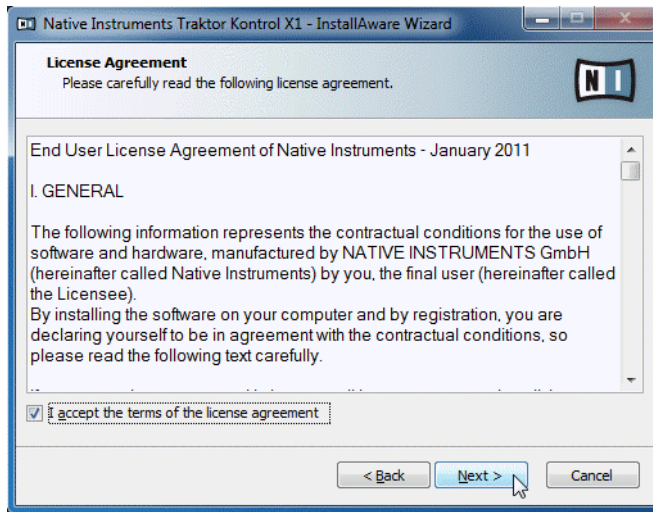 Native Instruments Traktor Kontrol X1 - InstallAware Wizard
License Agreement
Please carefully read the following license agreement.
N I
End User License Agreement of Native Instruments - January 2011
I. GENERAL
The following information represents the contractual conditions for the use of
software and hardware, manufactured by NATIVE INSTRUMENTS GmbH
(hereinafter called Native Instruments) by you, the final user (hereinafter called
the Licensee).
By installing the software on your computer and by registration, you are
declaring yourself to be in agreement with the contractual conditions, so
please read the following text carefully.
I accept the terms of the license agreement
< Back Next > Cancel